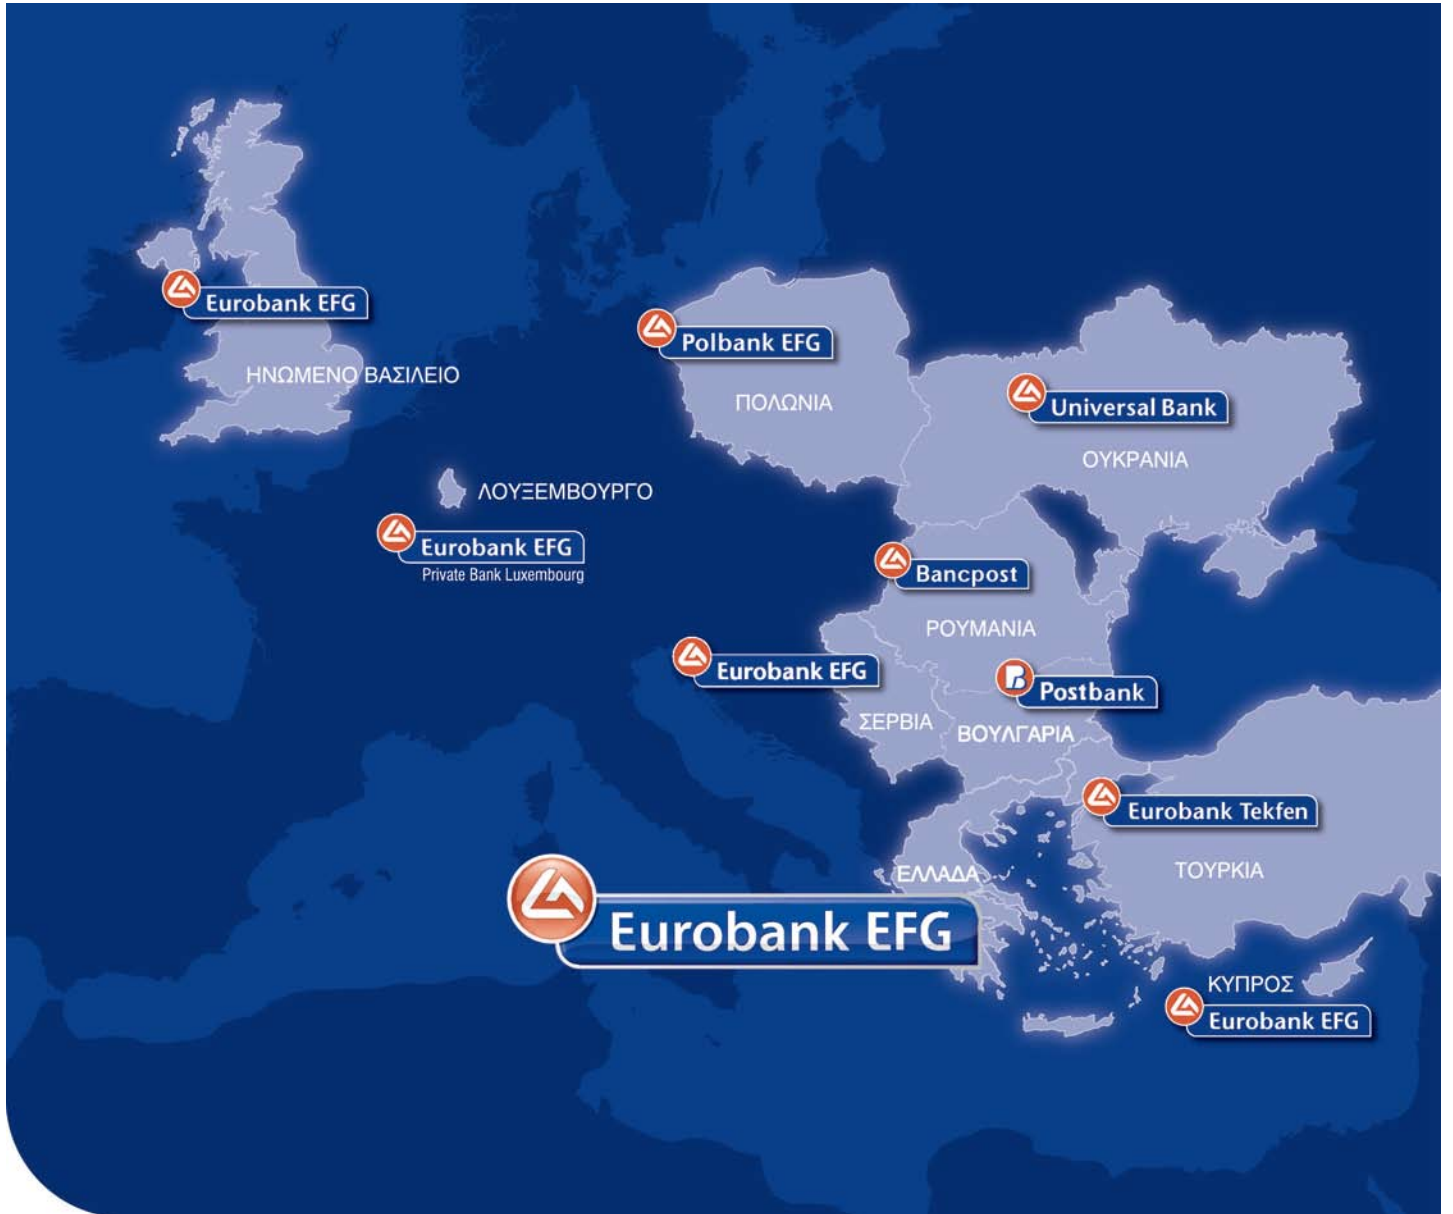 Eurobank EFG
ΗΝΩΜΕΝΟ ΒΑΣΙΛΕΙΟ
Polbank EFG
ΠΟΛΩΝΙΑ
Universal Bank
ΟΥΚΡΑΝΙΑ
ΛΟΥΞΕΜΒΟΥΡΓΟ
Eurobank EFG
Private Bank Luxembourg
Bancpost
ΡΟΥΜΑΝΙΑ
Eurobank EFG
ΣΕΡΒΙΑ
Postbank
ΒΟΥΛΓΑΡΙΑ
Eurobank Tekfen
ΤΟΥΡΚΙΑ
ΕΛΛΑΔΑ
Eurobank EFG
ΚΥΠΡΟΣ
Eurobank EFG